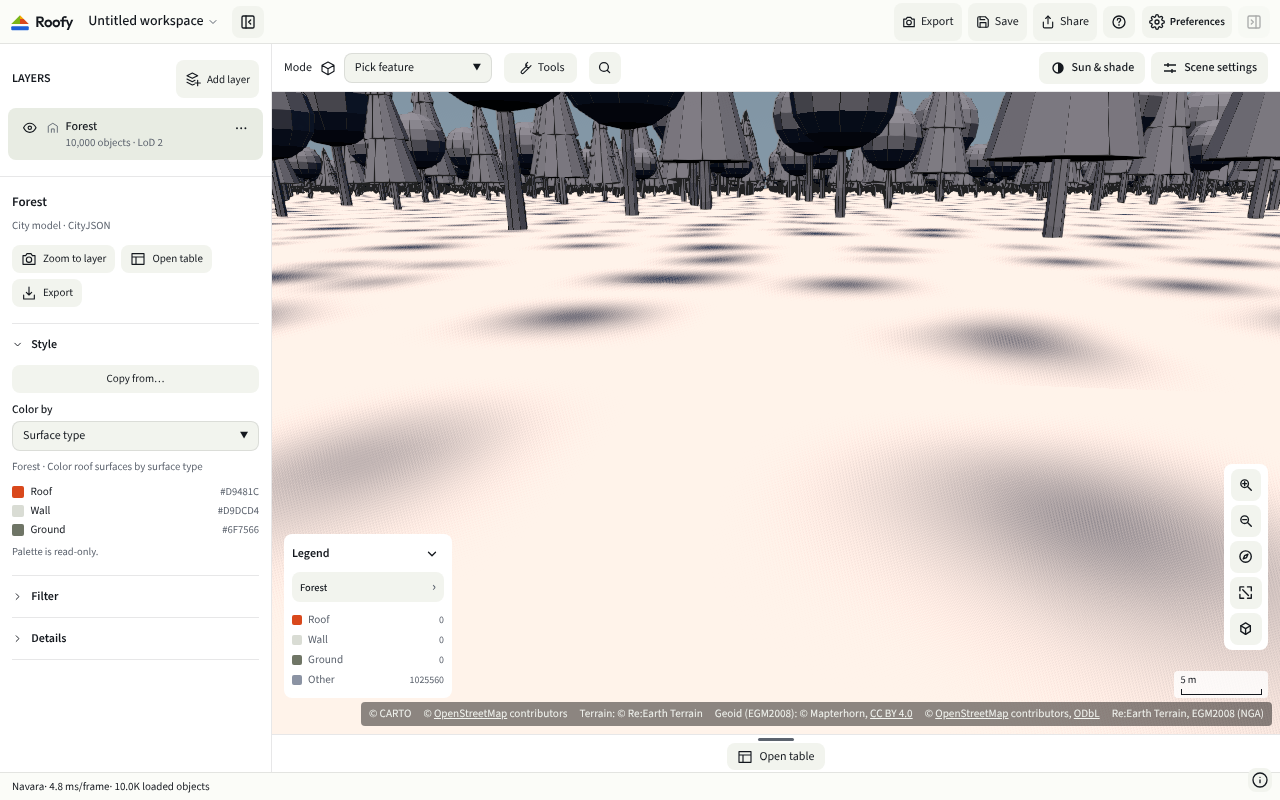 Roofy
Untitled workspace
Export
Save
Share
Preferences
LAYERS
Add layer
Forest
10,000 objects · LoD 2
Forest
City model · CityJSON
Zoom to layer
Open table
Export
Style
Copy from…
Color by
Surface type
Forest · Color roof surfaces by surface type
Roof #D9481C
Wall #D9DCD4
Ground #6F7566
Palette is read-only.
Filter
Details
Mode
Pick feature
Tools
Sun & shade
Scene settings
Legend
Forest
Roof 0
Wall 0
Ground 0
Other 1025560
5 m
© CARTO © OpenStreetMap contributors Terrain: © Re:Earth Terrain Geoid (EGM2008): © Mapterhorn, CC BY 4.0 © OpenStreetMap contributors, ODbL Re:Earth Terrain, EGM2008 (NGA)
Open table
Navara· 4.8 ms/frame· 10.0K loaded objects